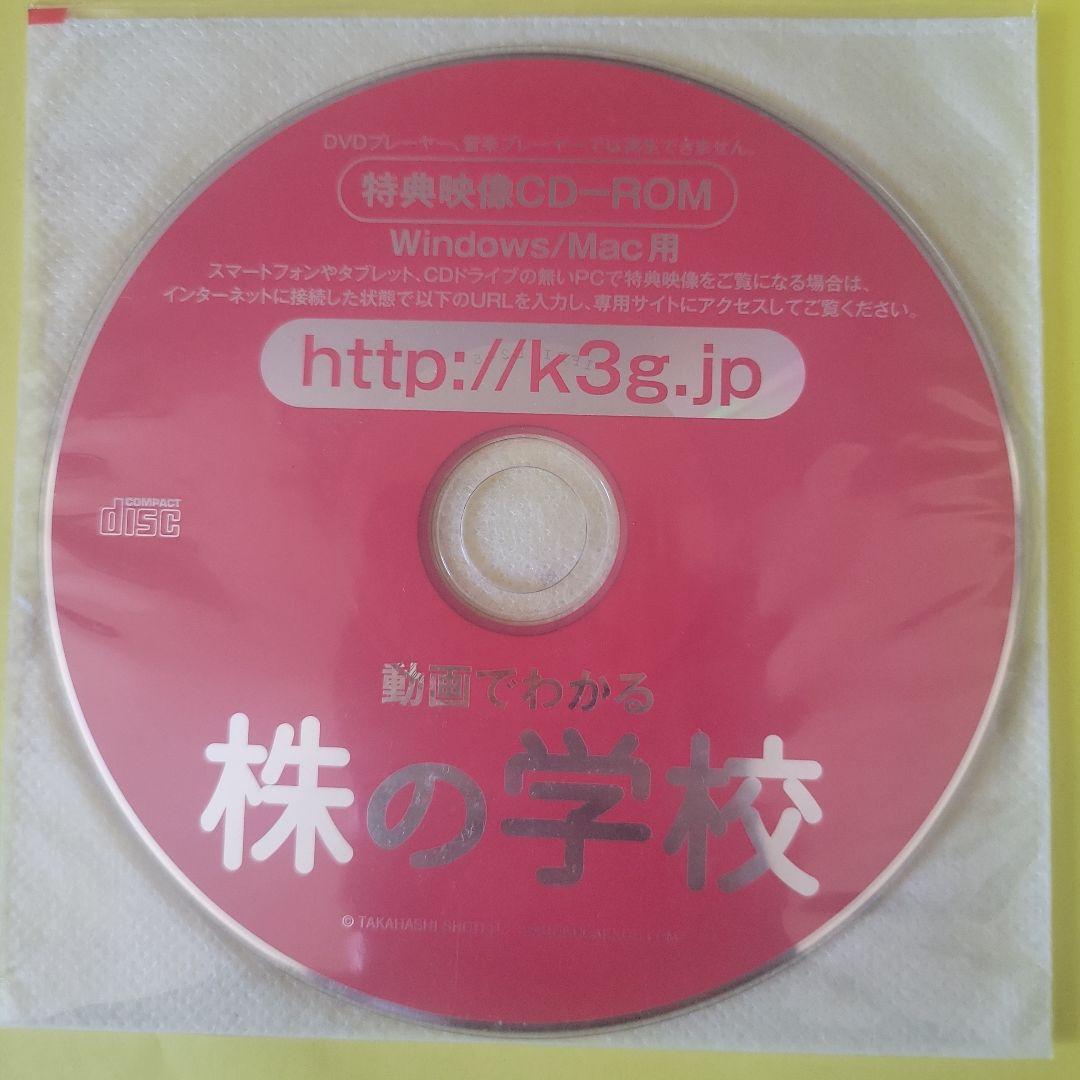 DVDプレーヤー、音楽プレーヤーでは再生できません。
特典映像CD-ROM
Windows/Mac用
スマートフォンやタブレット、CDドライブの無いPCで特典映像をご覧になる場合は、
インターネットに接続した状態で以下のURLを入力し、専用サイトにアクセスしてご覧ください。
http://k3g.jp
COMPACT
disc
動画でわかる
株の学校
© TAKAHASHI SHOTEN